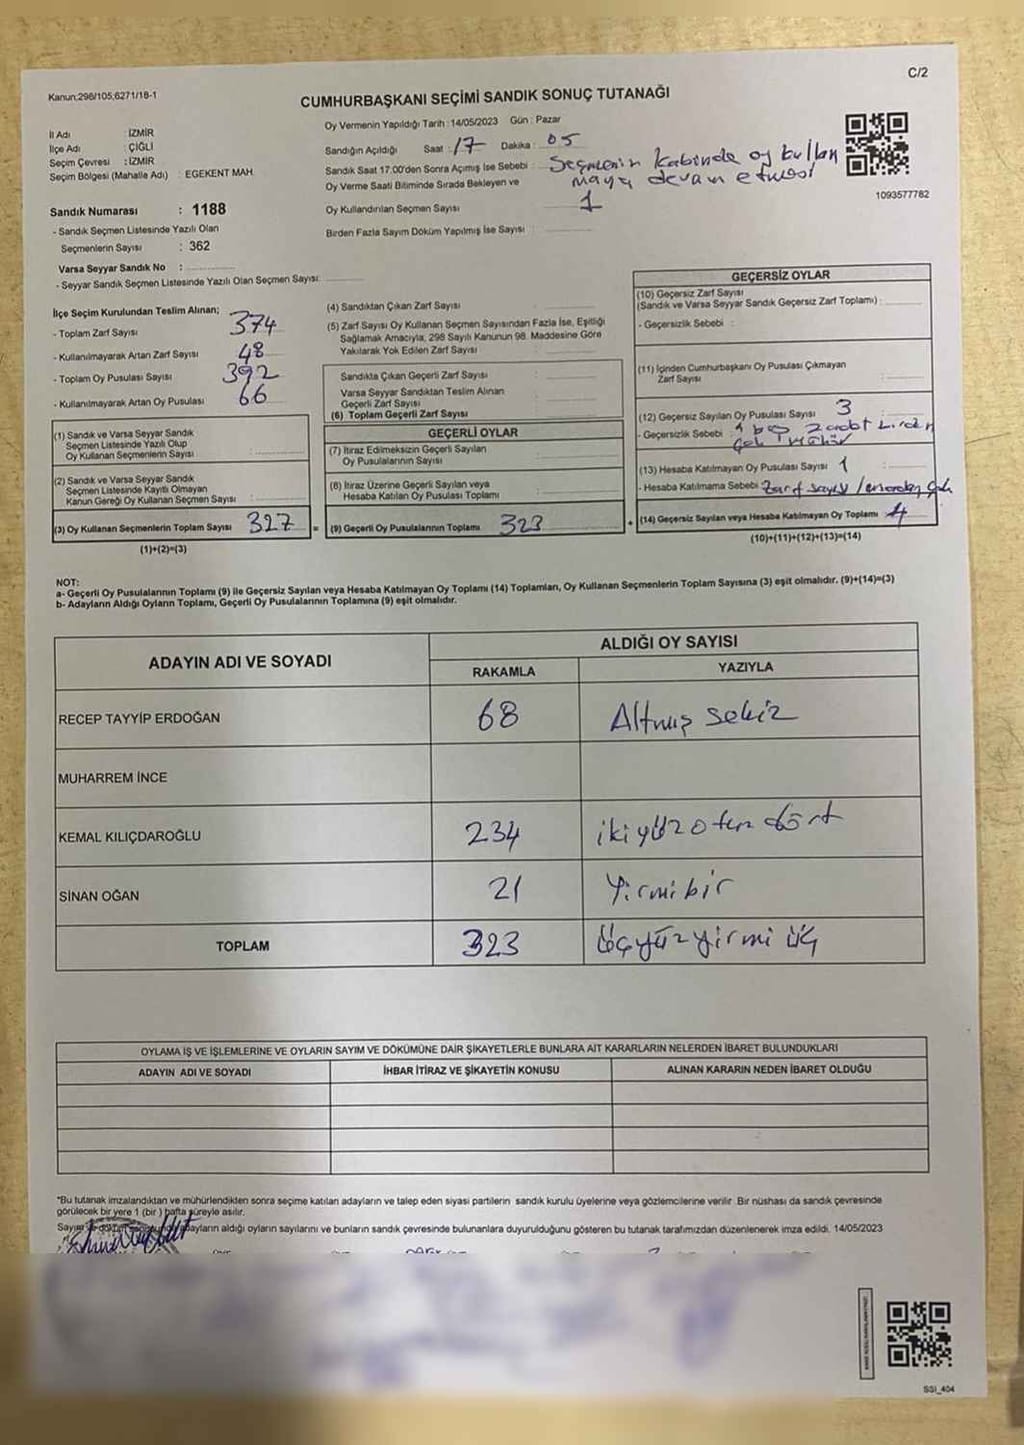 C/2
Kanun:298/105;6271/18-1
CUMHURBAŞKANI SEÇİMİ SANDIK SONUÇ TUTANAĞI
İl Adı : İZMİR
İlçe Adı : ÇİĞLİ
Seçim Çevresi : İZMİR
Seçim Bölgesi (Mahalle Adı) : EGEKENT MAH.
Sandık Numarası : 1188
- Sandık Seçmen Listesinde Yazılı Olan
Seçmenlerin Sayısı : 362
Varsa Seyyar Sandık No :
- Seyyar Sandık Seçmen Listesinde Yazılı Olan Seçmen Sayısı:
Oy Vermenin Yapıldığı Tarih :14/05/2023 Gün : Pazar
Sandığın Açıldığı Saat : 17 Dakika : 05
Sandık Saat 17.00'den Sonra Açımış İse Sebebi : Seçmenin kabinde oy kullan
Oy Verme Saati Bitiminde Sırada Bekleyen ve maya devam etmesi
Oy Kullandırılan Seçmen Sayısı : 1
Birden Fazla Sayım Döküm Yapılmış İse Sayısı :
1093577782
İlçe Seçim Kurulundan Teslim Alınan;
- Toplam Zarf Sayısı 374
- Kullanılmayarak Artan Zarf Sayısı 48
- Toplam Oy Pusulası Sayısı 392
- Kullanılmayarak Artan Oy Pusulası 66
(1) Sandık ve Varsa Seyyar Sandık
Seçmen Listesinde Yazılı Olup
Oy Kullanan Seçmenlerin Sayısı :
(2) Sandık ve Varsa Seyyar Sandık
Seçmen Listesinde Kayıtlı Olmayan
Kanun Gereği Oy Kullanan Seçmen Sayısı :
(3) Oy Kullanan Seçmenlerin Toplam Sayısı 327 =
(1)+(2)=(3)
(4) Sandıktan Çıkan Zarf Sayısı :
(5) Zarf Sayısı Oy Kullanan Seçmen Sayısından Fazla İse, Eşitliği
Sağlamak Amacıyla, 298 Sayılı Kanunun 98. Maddesine Göre
Yakılarak Yok Edilen Zarf Sayısı :
Sandıkta Çıkan Geçerli Zarf Sayısı :
Varsa Seyyar Sandıktan Teslim Alınan
Geçerli Zarf Sayısı :
(6) Toplam Geçerli Zarf Sayısı
GEÇERLİ OYLAR
(7) İtiraz Edilmeksizin Geçerli Sayılan
Oy Pusulalarının Sayısı :
(8) İtiraz Üzerine Geçerli Sayılan veya
Hesaba Katılan Oy Pusulası Toplamı :
(9) Geçerli Oy Pusulalarının Toplamı 323 +
GEÇERSİZ OYLAR
(10) Geçersiz Zarf Sayısı
(Sandık ve Varsa Seyyar Sandık Geçersiz Zarf Toplamı) :
- Geçersizlik Sebebi :
(11) İçinden Cumhurbaşkanı Oy Pusulası Çıkmayan
Zarf Sayısı :
(12) Geçersiz Sayılan Oy Pusulası Sayısı 3
- Geçersizlik Sebebi : 1 boş 2 adet birden
çok mühür
(13) Hesaba Katılmayan Oy Pusulası Sayısı 1
- Hesaba Katılmama Sebebi : Zarf sayısı
(14) Geçersiz Sayılan veya Hesaba Katılmayan Oy Toplamı 4
(10)+(11)+(12)+(13)=(14)
NOT:
a- Geçerli Oy Pusulalarının Toplamı (9) ile Geçersiz Sayılan veya Hesaba Katılmayan Oy Toplamı (14) Toplamları, Oy Kullanan Seçmenlerin Toplam Sayısına (3) eşit olmalıdır. (9)+(14)=(3)
b- Adayların Aldığı Oyların Toplamı, Geçerli Oy Pusulalarının Toplamına (9) eşit olmalıdır.
ADAYIN ADI VE SOYADI ALDIĞI OY SAYISI
RAKAMLA YAZIYLA
RECEP TAYYİP ERDOĞAN 68 Altmış sekiz
MUHARREM İNCE
KEMAL KILIÇDAROĞLU 234 ikiyüz otuz dört
SİNAN OĞAN 21 Yirmi bir
TOPLAM 323 Üçyüz yirmi üç
OYLAMA İŞ VE İŞLEMLERİNE VE OYLARIN SAYIM VE DÖKÜMÜNE DAİR ŞİKAYETLERLE BUNLARA AİT KARARLARIN NELERDEN İBARET BULUNDUKLARI
ADAYIN ADI VE SOYADI İHBAR İTİRAZ VE ŞİKAYETİN KONUSU ALINAN KARARIN NEDEN İBARET OLDUĞU
*Bu tutanak imzalandıktan ve mühürlendikten sonra seçime katılan adayların ve talep eden siyasi partilerin sandık kurulu üyelerine veya gözlemcilerine verilir. Bir nüshası da sandık çevresinde
görülecek bir yere 1 (bir) hafta süreyle asılır.
Sayım adayların aldığı oyların sayılarını ve bunların sandık çevresinde bulunanlara duyurulduğunu gösteren bu tutanak tarafımızdan düzenlenerek imza edildi. 14/05/2023
SSI_404